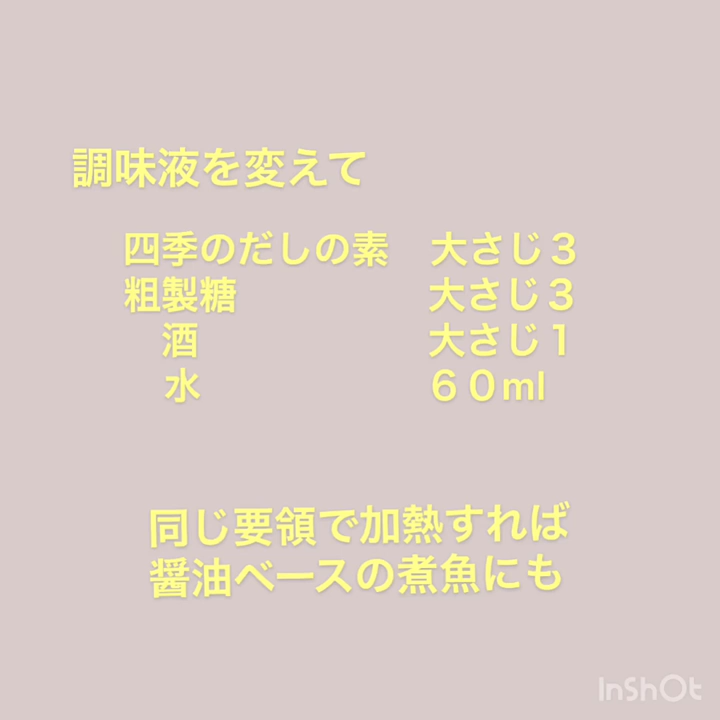 調味液を変えて
四季のだしの素　大さじ３
粗製糖　大さじ３
酒　大さじ１
水　６０ml
同じ要領で加熱すれば
醤油ベースの煮魚にも
InShOt